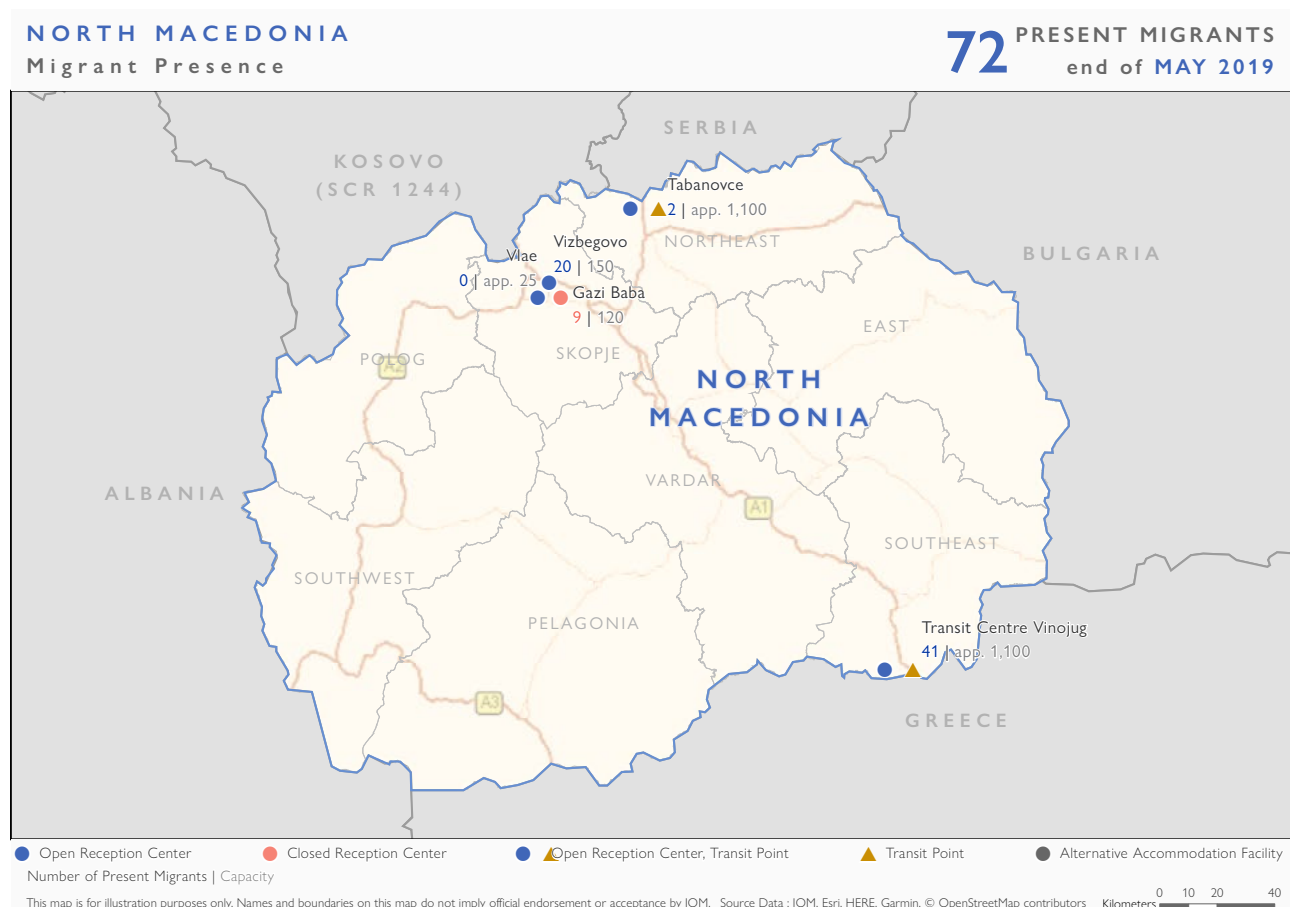 NORTH MACEDONIA
Migrant Presence
72
PRESENT MIGRANTS
end of MAY 2019
SERBIA
KOSOVO
(SCR 1244)
Tabanovce
2 | app. 1,100
NORTHEAST
BULGARIA
Vizbegovo
20 | 150
Vlae
0 | app. 25
Gazi Baba
9 | 120
EAST
SKOPJE
POLOG
A2
NORTH
MACEDONIA
VARDAR
ALBANIA
A1
SOUTHEAST
SOUTHWEST
PELAGONIA
Transit Centre Vinojug
41 | app. 1,100
A3
GREECE
Open Reception Center
Closed Reception Center
Open Reception Center, Transit Point
Transit Point
Alternative Accommodation Facility
Number of Present Migrants | Capacity
This map is for illustration purposes only. Names and boundaries on this map do not imply official endorsement or acceptance by IOM. Source Data : IOM, Esri, HERE, Garmin, © OpenStreetMap contributors
Kilometers
0 10 20 40